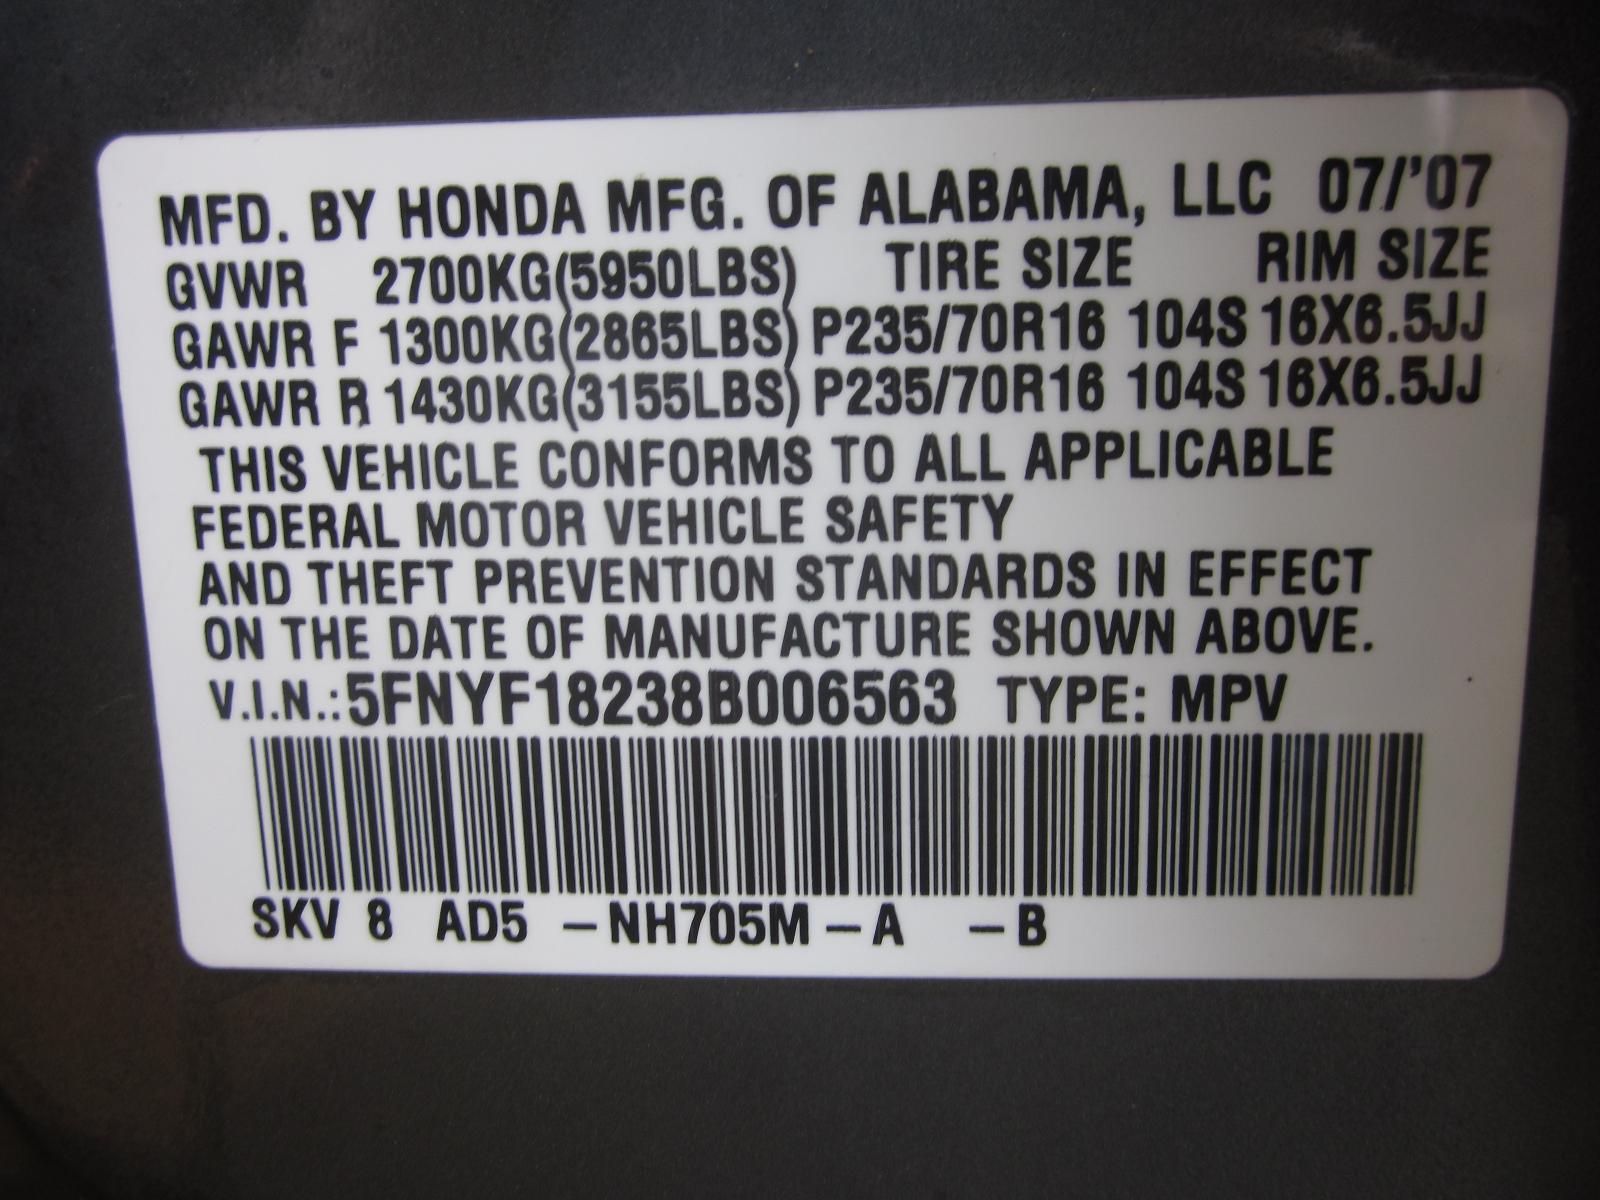 MFD. BY HONDA MFG. OF ALABAMA, LLC 07/'07
GVWR 2700KG(5950LBS) TIRE SIZE RIM SIZE
GAWR F 1300KG(2865LBS) P235/70R16 104S 16X6.5JJ
GAWR R 1430KG(3155LBS) P235/70R16 104S 16X6.5JJ
THIS VEHICLE CONFORMS TO ALL APPLICABLE
FEDERAL MOTOR VEHICLE SAFETY
AND THEFT PREVENTION STANDARDS IN EFFECT
ON THE DATE OF MANUFACTURE SHOWN ABOVE.
V.I.N.:5FNYF18238B006563 TYPE: MPV
SKV 8 AD5 –NH705M–A –B